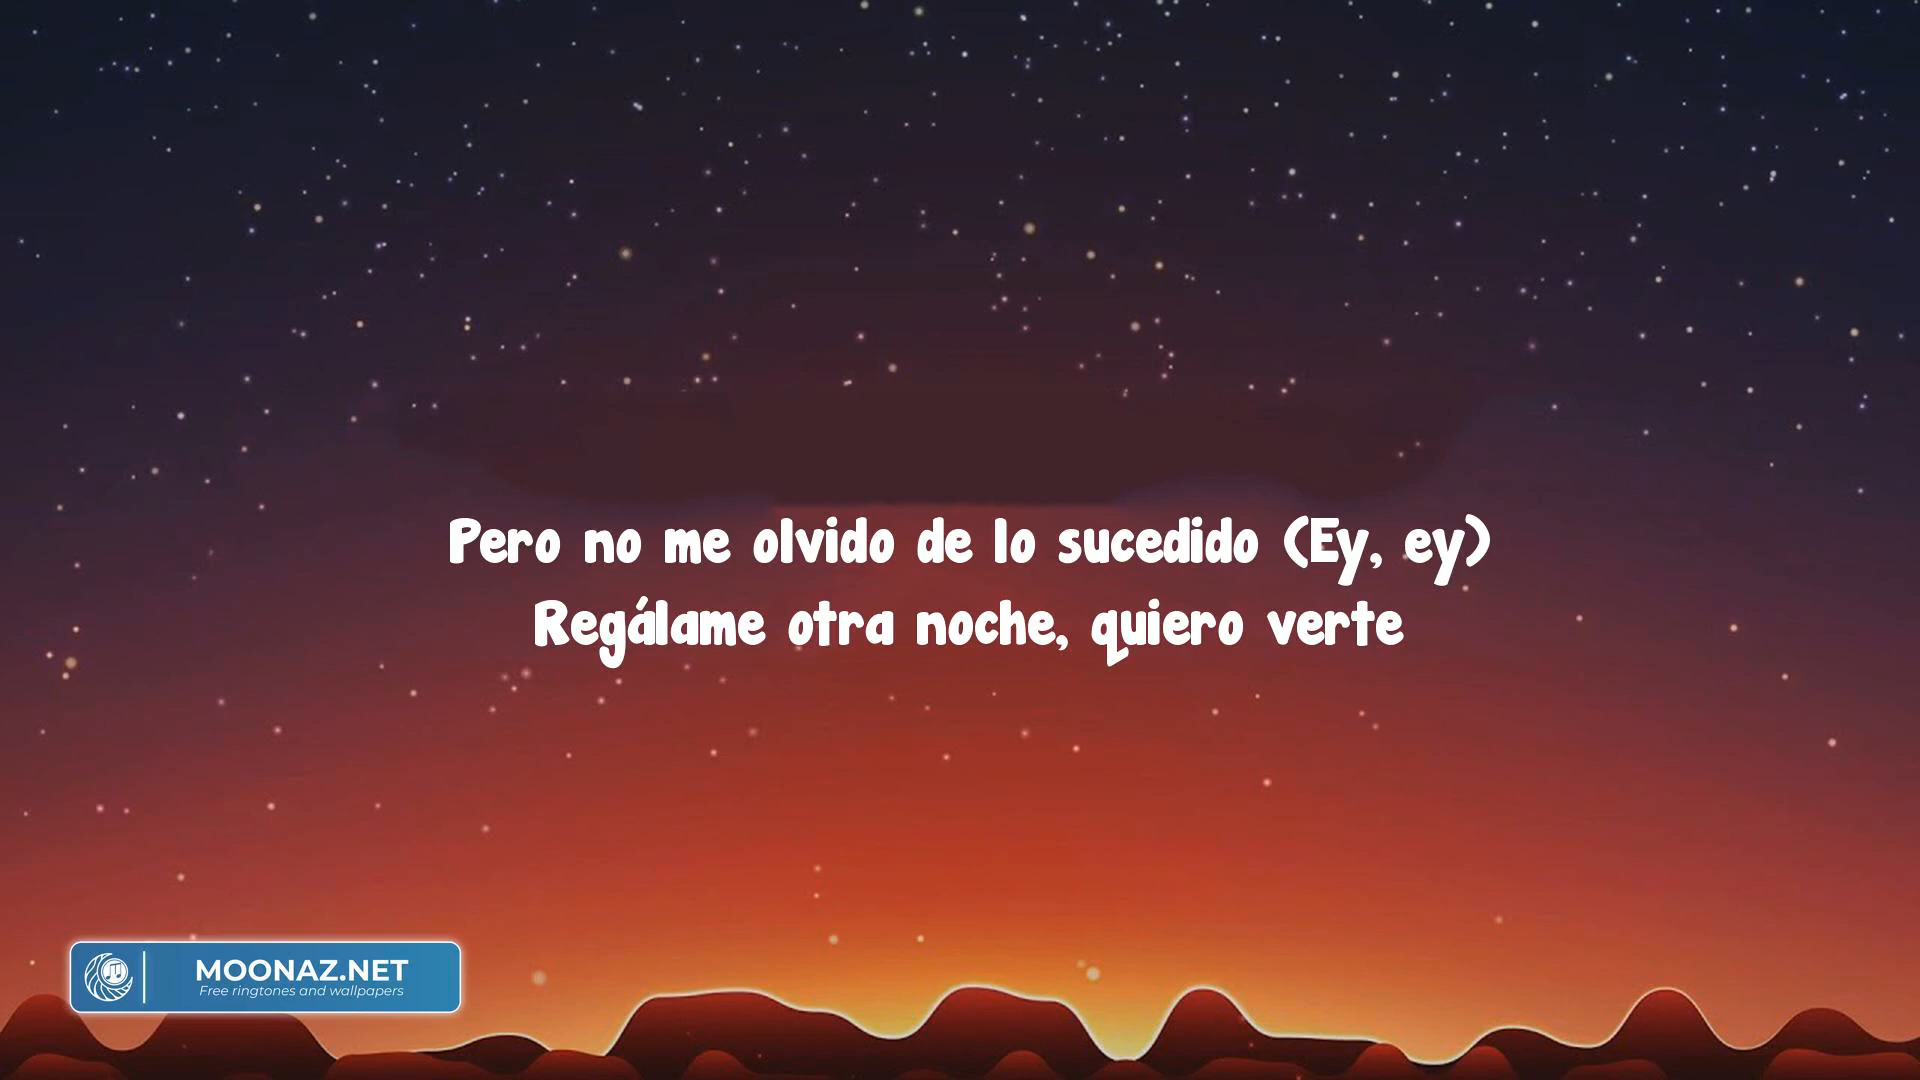 Pero no me olvido de lo sucedido (Ey, ey)
Regálame otra noche, quiero verte
MOONAZ.NET
Free ringtones and wallpapers